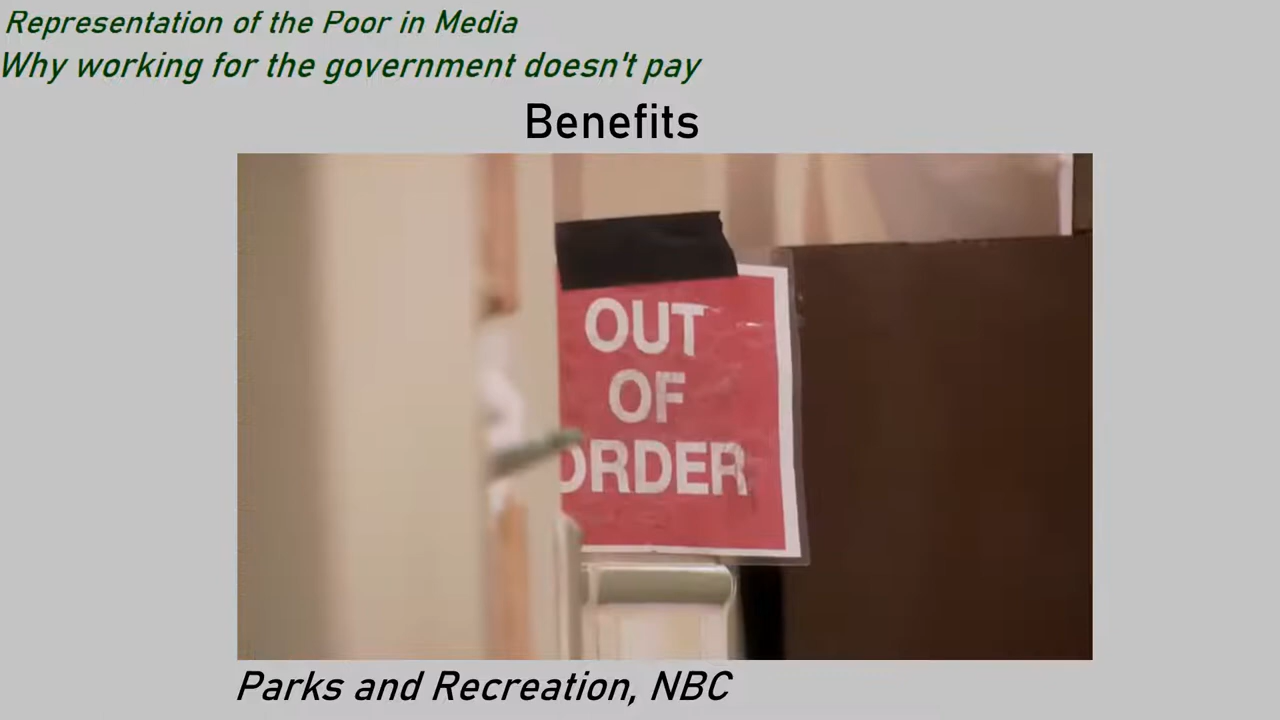 Representation of the Poor in Media
Why working for the government doesn't pay
Benefits
OUT
OF
ORDER
Parks and Recreation, NBC